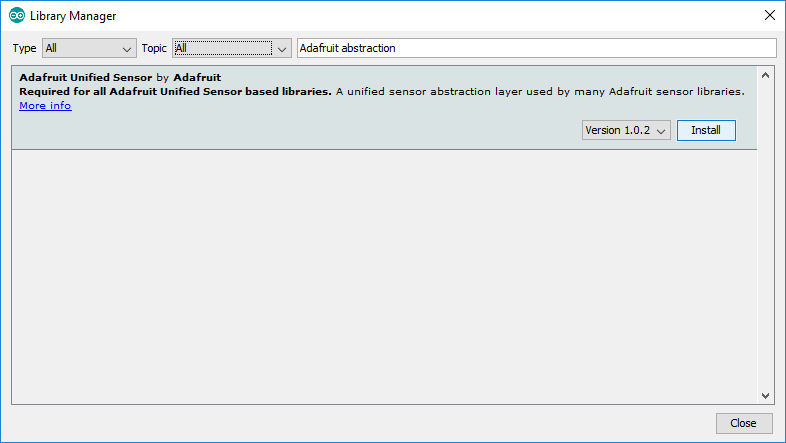 Library Manager
Type All Topic All Adafruit abstraction
Adafruit Unified Sensor by Adafruit
Required for all Adafruit Unified Sensor based libraries. A unified sensor abstraction layer used by many Adafruit sensor libraries.
More info
Version 1.0.2 Install
Close